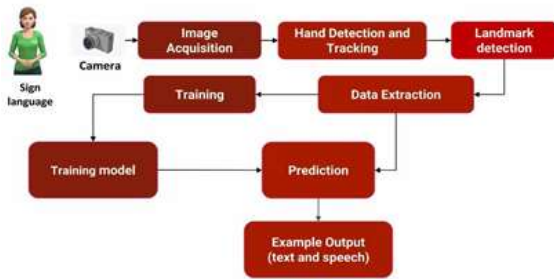 Sign
language
Camera
Image
Acquisition
Hand Detection and
Tracking
Landmark
detection
Training
Data Extraction
Training model
Prediction
Example Output
(text and speech)